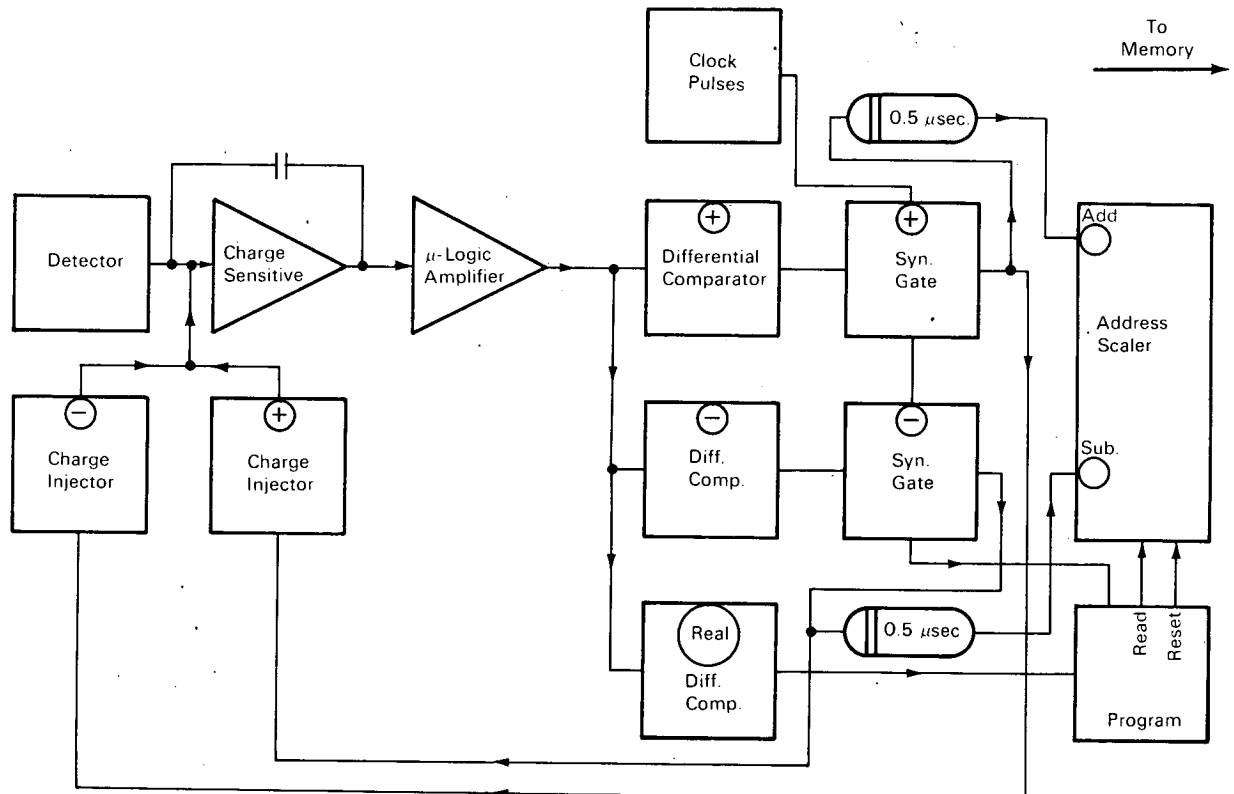 To
Memory
Clock
Pulses
0.5 μsec.
Detector
Charge
Sensitive
μ-Logic
Amplifier
+
Differential
Comparator
+
Syn.
Gate
Add
Address
Scaler
−
Charge
Injector
+
Charge
Injector
−
Diff.
Comp.
−
Syn.
Gate
Sub.
Real
Diff.
Comp.
0.5 μsec
Read
Reset
Program